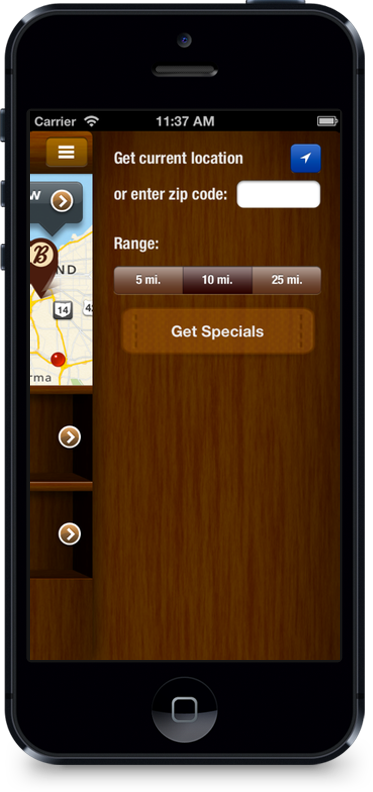 Carrier 11:37 AM
Get current location
or enter zip code:
Range:
5 mi. 10 mi. 25 mi.
Get Specials
W
B
ND
14
4
rma